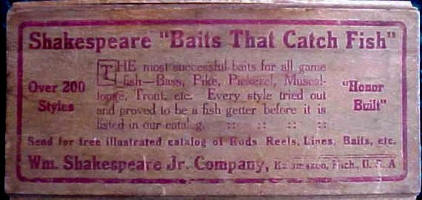 Shakespeare "Baits That Catch Fish"
Over 200 Styles
THE most successful baits for all game
fish—Bass, Pike, Pickerel, Muscal-
longe, Trout, etc. Every style tried out
and proved to be a fish getter before it is
listed in our catalog. :: :: :: ::
"Honor Built"
Send for free illustrated catalog of Rods, Reels, Lines, Baits, etc.
Wm. Shakespeare Jr. Company, Kalamazoo, Mich., U. S. A